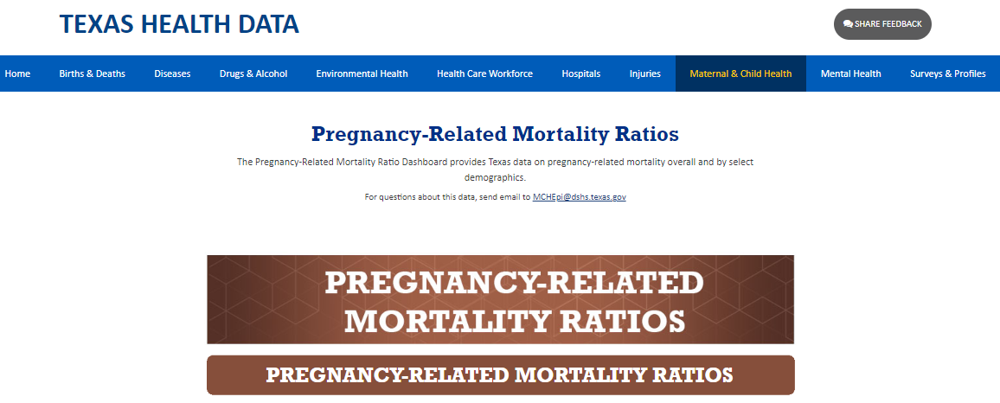 TEXAS HEALTH DATA
SHARE FEEDBACK
Home Births & Deaths Diseases Drugs & Alcohol Environmental Health Health Care Workforce Hospitals Injuries Maternal & Child Health Mental Health Surveys & Profiles
Pregnancy-Related Mortality Ratios
The Pregnancy-Related Mortality Ratio Dashboard provides Texas data on pregnancy-related mortality overall and by select
demographics.
For questions about this data, send email to MCHEpi@dshs.texas.gov
PREGNANCY-RELATED
MORTALITY RATIOS
PREGNANCY-RELATED MORTALITY RATIOS